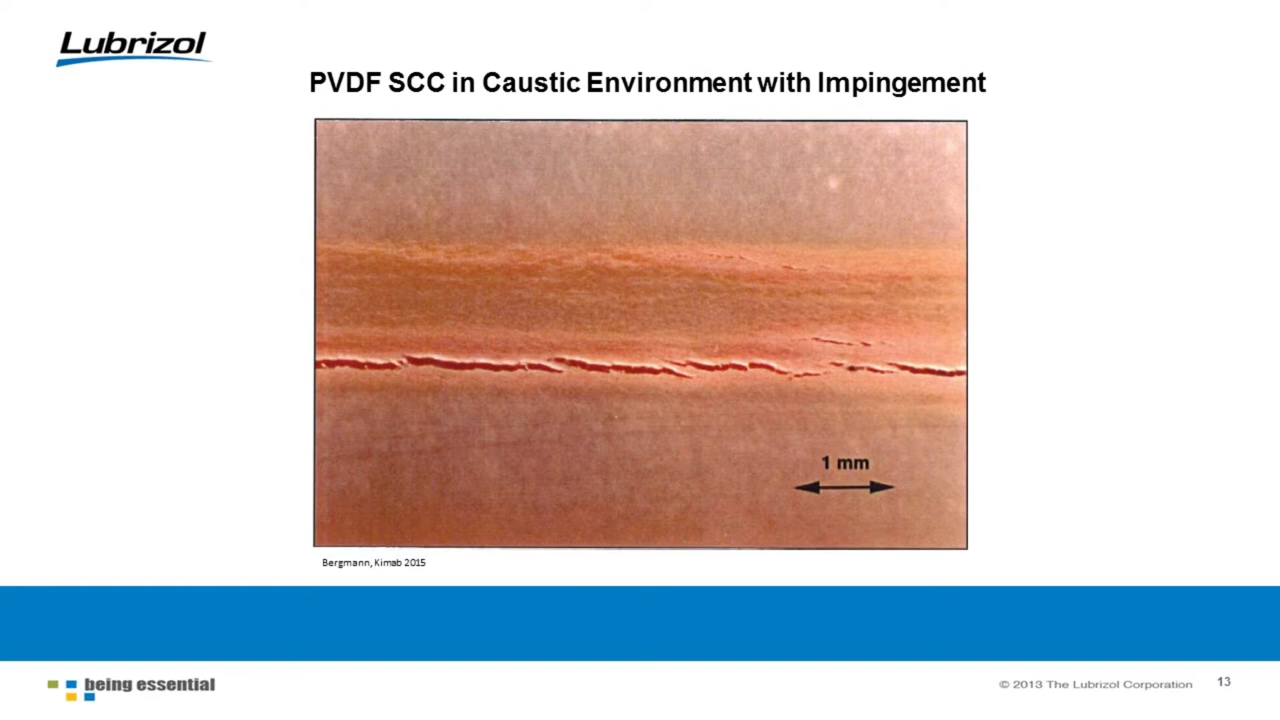 Lubrizol
PVDF SCC in Caustic Environment with Impingement
1 mm
Bergmann, Kimab 2015
being essential
© 2013 The Lubrizol Corporation
13